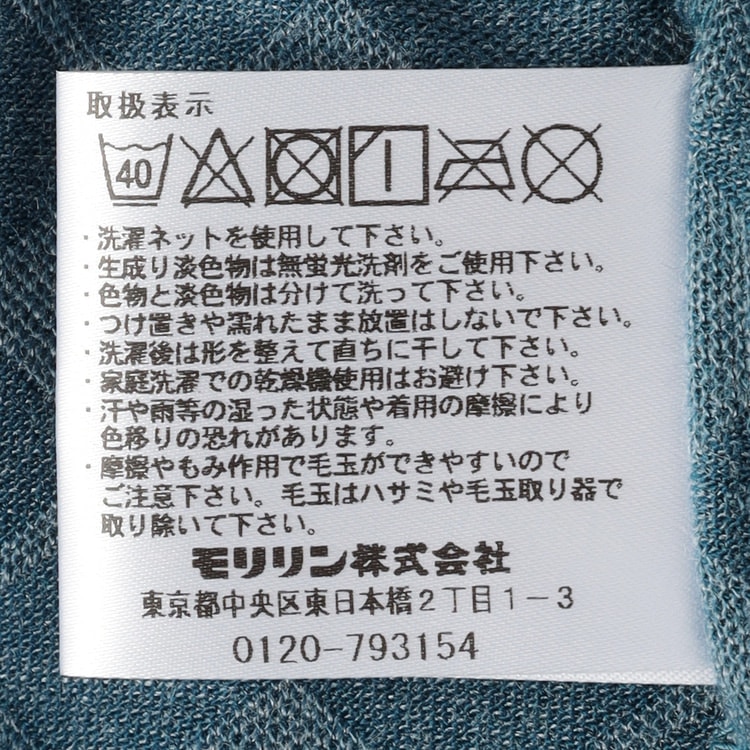 取扱表示
40
・洗濯ネットを使用して下さい。
・生成り淡色物は無蛍光洗剤をご使用下さい。
・色物と淡色物は分けて洗って下さい。
・つけ置きや濡れたまま放置はしないで下さい。
・洗濯後は形を整えて直ちに干して下さい。
・家庭洗濯での乾燥機使用はお避け下さい。
・汗や雨等の湿った状態や着用の摩擦により
色移りの恐れがあります。
・摩擦やもみ作用で毛玉ができやすいので
ご注意下さい。毛玉はハサミや毛玉取り器で
取り除いて下さい。
モリリン株式会社
東京都中央区東日本橋2丁目1-3
0120-793154